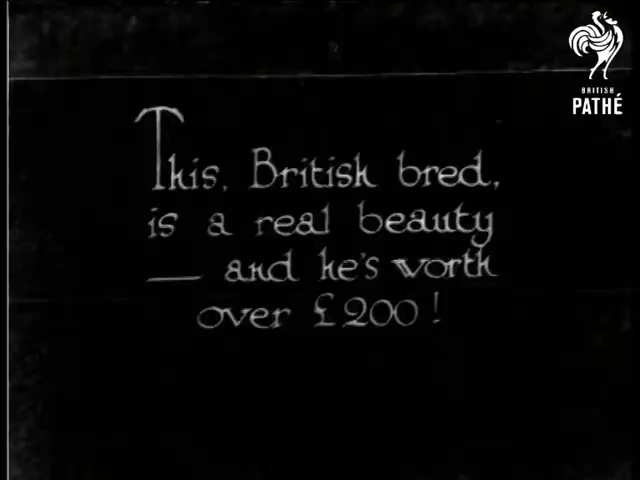 BRITISH
PATHÉ
This, British bred,
is a real beauty
— and he's worth
over £200!